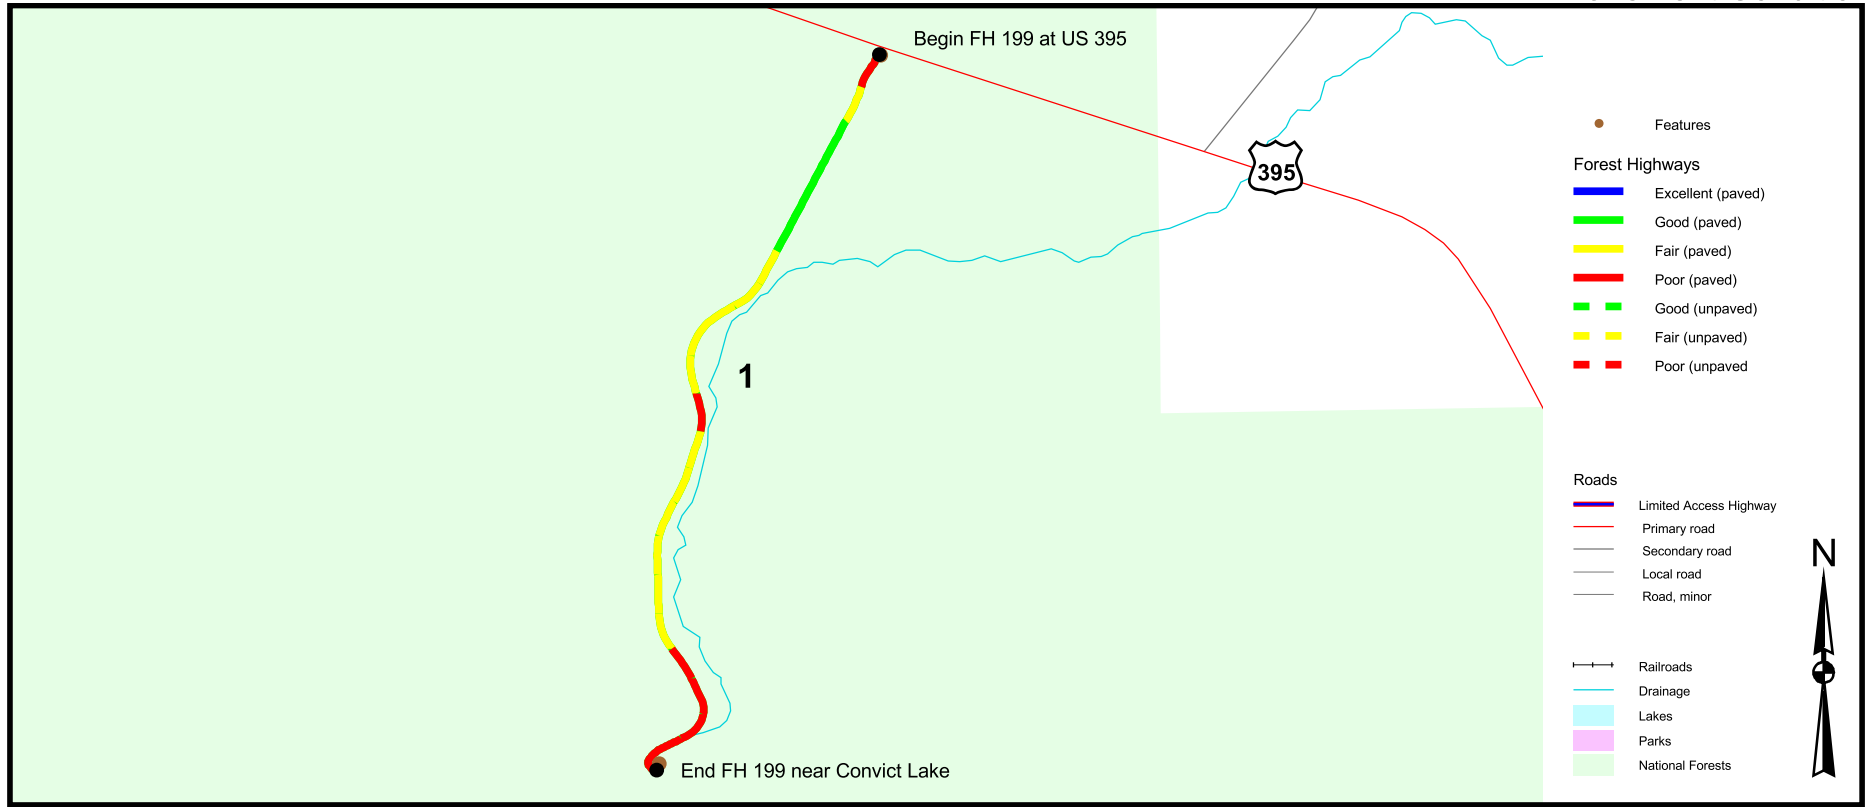 Begin FH 199 at US 395
395
1
End FH 199 near Convict Lake
Features
Forest Highways
Excellent (paved)
Good (paved)
Fair (paved)
Poor (paved)
Good (unpaved)
Fair (unpaved)
Poor (unpaved
Roads
Limited Access Highway
Primary road
Secondary road
Local road
Road, minor
Railroads
Drainage
Lakes
Parks
National Forests
N